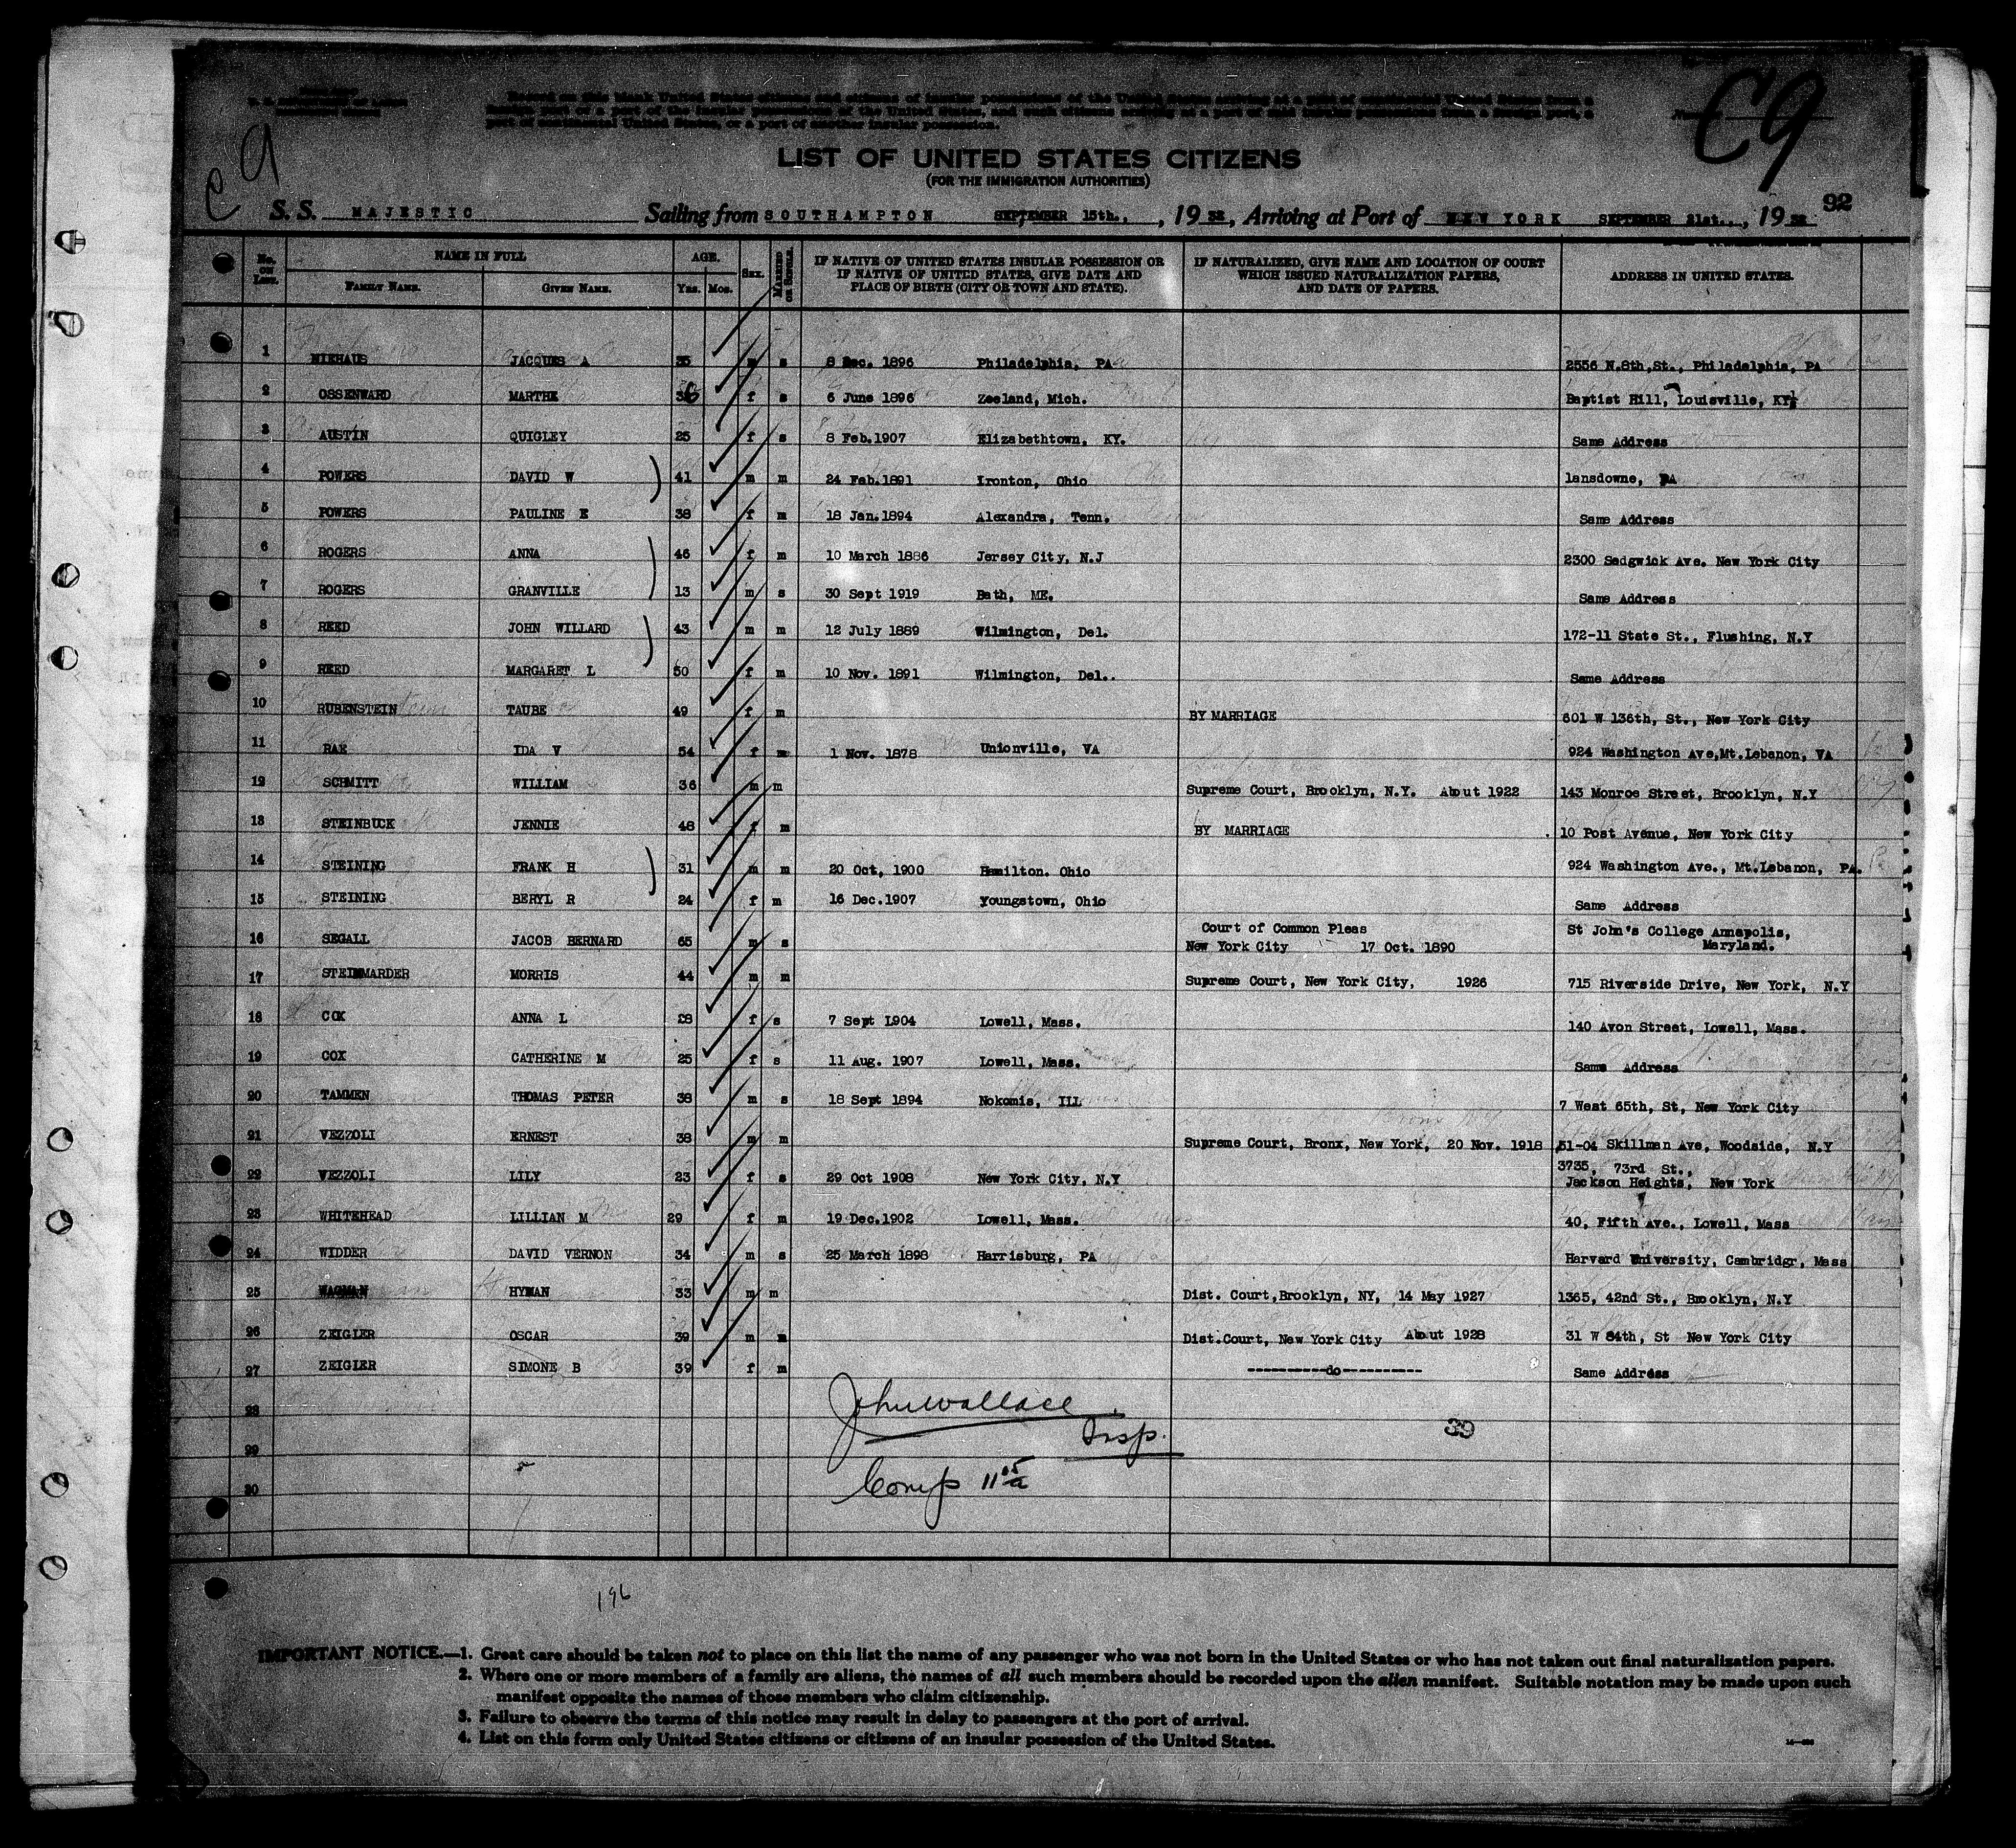 C9
C9
LIST OF UNITED STATES CITIZENS
(FOR THE IMMIGRATION AUTHORITIES)
92
S. S. MAJESTIC Sailing from SOUTHAMPTON SEPTEMBER 15th., , 19 32, Arriving at Port of NEW YORK SEPTEMBER 21st.., 19 32
No. on List. NAME IN FULL AGE. Sex. Married or Single IF NATIVE OF UNITED STATES INSULAR POSSESSION OR IF NATIVE OF UNITED STATES, GIVE DATE AND PLACE OF BIRTH (CITY OR TOWN AND STATE). IF NATURALIZED, GIVE NAME AND LOCATION OF COURT WHICH ISSUED NATURALIZATION PAPERS, AND DATE OF PAPERS. ADDRESS IN UNITED STATES.
Family Name. Given Name. Yrs. Mos.
1 NIEHAUS JACQUES A 35 m s 8 Dec. 1896 Philadelphia, PA 2556 N.8th,St., Philadelphia, PA
2 OSSENWARD MARTHE 36 f s 6 June 1896 Zeeland, Mich. Baptist Hill, Louisville, KY
3 AUSTIN QUIGLEY 25 f s 8 Feb.1907 Elizabethtown, KY. Same Address
4 POWERS DAVID W 41 m m 24 Feb.1891 Ironton, Ohio lansdowne, PA
5 POWERS PAULINE E 38 f m 18 Jan.1894 Alexandra, Tenn. Same Address
6 ROGERS ANNA 46 f m 10 March 1886 Jersey City, N.J 2300 Sedgwick Ave. New York City
7 ROGERS GRANVILLE 13 m s 30 Sept 1919 Bath, ME. Same Address
8 REED JOHN WILLARD 43 m m 12 July 1889 Wilmington, Del. 172-11 State St., Flushing, N.Y
9 REED MARGARET L 50 f m 10 Nov. 1891 Wilmington, Del.. Same Address
10 RUBENSTEIN TAUBE 49 f m BY MARRIAGE 601 W 136th, St., New York City
11 RAE IDA V 54 f m 1 Nov. 1878 Unionville, VA 924 Washington Ave,Mt.Lebanon, VA
12 SCHMITT WILLIAM 36 m m Supreme Court, Brooklyn, N.Y. About 1922 143 Monroe Street, Brooklyn, N.Y
13 STEINBUCK JENNIE 48 f m BY MARRIAGE 10 Post Avenue, New York City
14 STEINING FRANK H 31 m m 20 Oct, 1900 Hamilton. Ohio 924 Washington Ave., Mt.Lebanon, PA.
15 STEINING BERYL R 24 f m 16 Dec.1907 Youngstown, Ohio Same Address
16 SEGALL JACOB BERNARD 65 m s Court of Common Pleas New York City 17 Oct. 1890 St John's College Annapolis, Maryland.
17 STEINMARDER MORRIS 44 m m Supreme Court, New York City, 1926 715 Riverside Drive, New York, N.Y
18 COX ANNA L 28 f s 7 Sept 1904 Lowell, Mass. 140 Avon Street, Lowell, Mass.
19 COX CATHERINE M 25 f s 11 Aug. 1907 Lowell, Mass. Same Address
20 TAMMEN THOMAS PETER 38 m s 18 Sept 1894 Nokomis, Ill 7 West 65th, St, New York City
21 VEZZOLI ERNEST 38 m m Supreme Court, Bronx, New York, 20 Nov. 1918 51-04 Skillman Ave, Woodside, N.Y
22 VEZZOLI LILY 23 f s 29 Oct 1908 New York City, N.Y 3735, 73rd St., Jackson Heights, New York
23 WHITEHEAD LILLIAN M 29 f m 19 Dec.1902 Lowell, Mass. 40, Fifth Ave., Lowell, Mass
24 WIDDER DAVID VERNON 34 m s 25 March 1898 Harrisburg, PA Harvard University, Cambridgr, Mass
25 WAGMAN HYMAN 33 m m Dist. Court,Brooklyn, NY, 14 May 1927 1365, 42nd St., Brooklyn, N.Y
26 ZEIGIER OSCAR 39 m m Dist.Court, New York City About 1928 31 W 84th, St New York City
27 ZEIGIER SIMONE B 39 f m ----------do---------- Same Address
28 John Wallace
29 Insp. 39
30 Comp 11 05 a
196
IMPORTANT NOTICE.—1. Great care should be taken not to place on this list the name of any passenger who was not born in the United States or who has not taken out final naturalization papers.
2. Where one or more members of a family are aliens, the names of all such members should be recorded upon the alien manifest. Suitable notation may be made upon such
manifest opposite the names of those members who claim citizenship.
3. Failure to observe the terms of this notice may result in delay to passengers at the port of arrival.
4. List on this form only United States citizens or citizens of an insular possession of the United States.